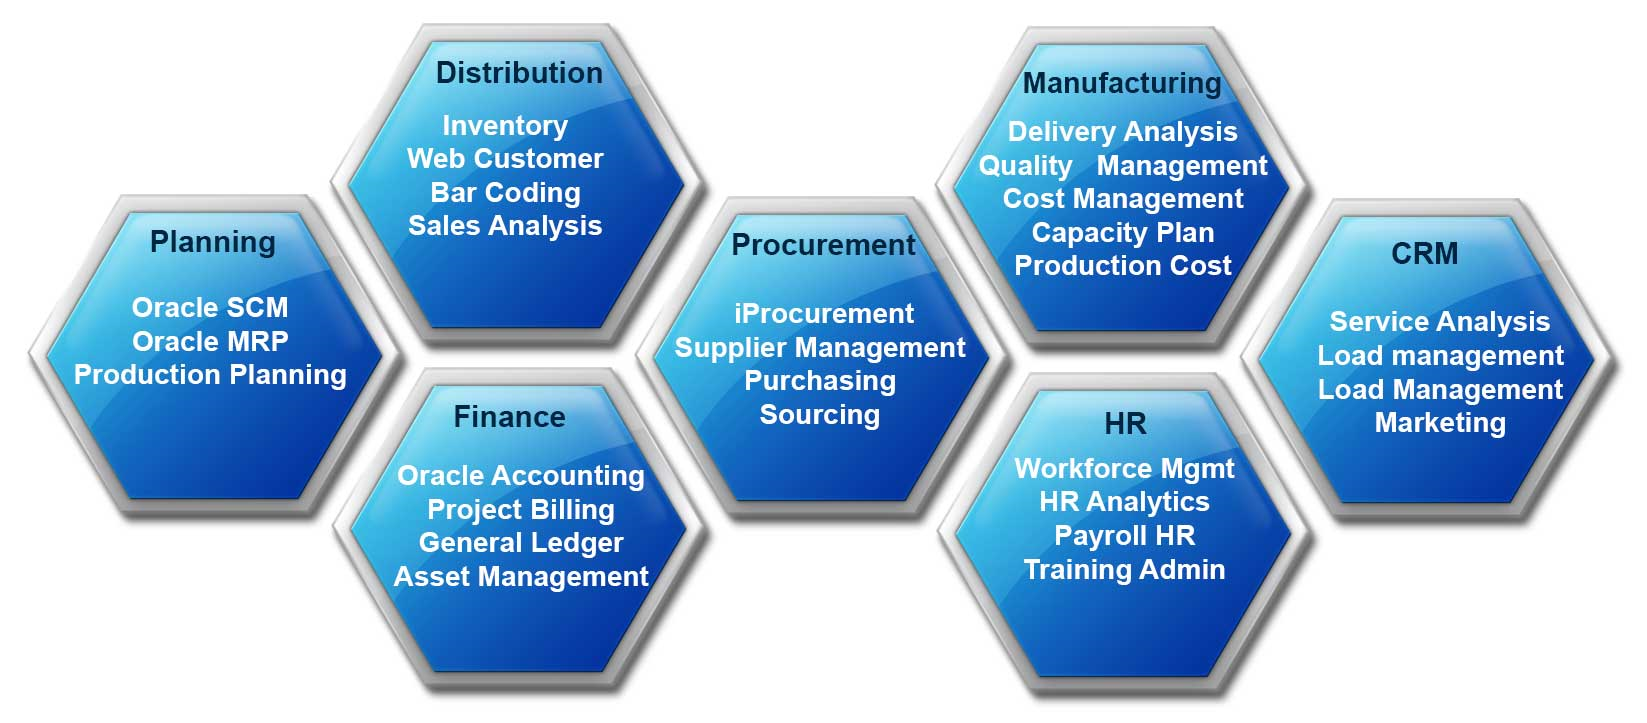 Planning
Oracle SCM
Oracle MRP
Production Planning
Distribution
Inventory
Web Customer
Bar Coding
Sales Analysis
Finance
Oracle Accounting
Project Billing
General Ledger
Asset Management
Procurement
iProcurement
Supplier Management
Purchasing
Sourcing
Manufacturing
Delivery Analysis
Quality Management
Cost Management
Capacity Plan
Production Cost
HR
Workforce Mgmt
HR Analytics
Payroll HR
Training Admin
CRM
Service Analysis
Load management
Load Management
Marketing